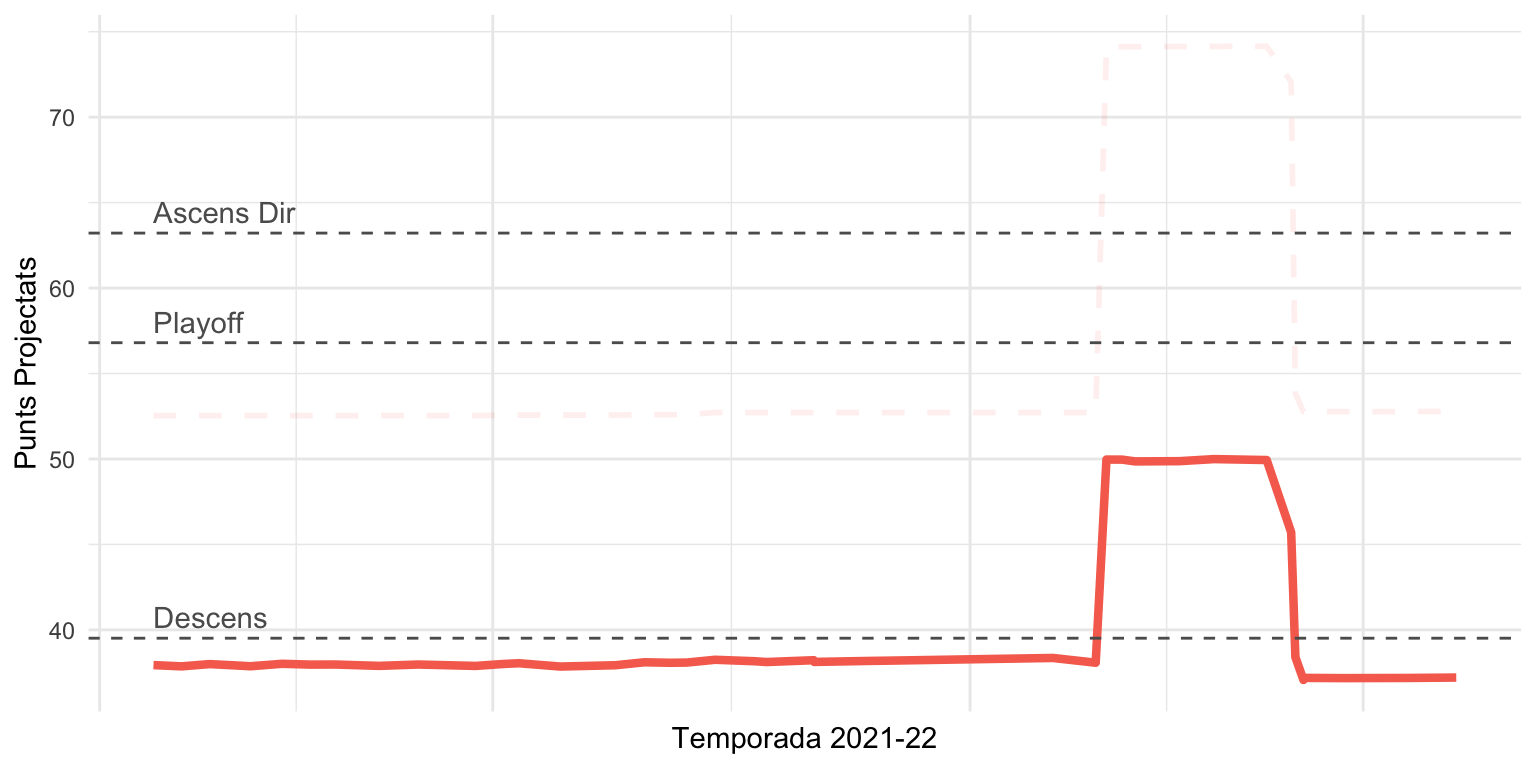 70
Ascens Dir
60
Playoff
50
Descens
40
Punts Projectats
Temporada 2021-22